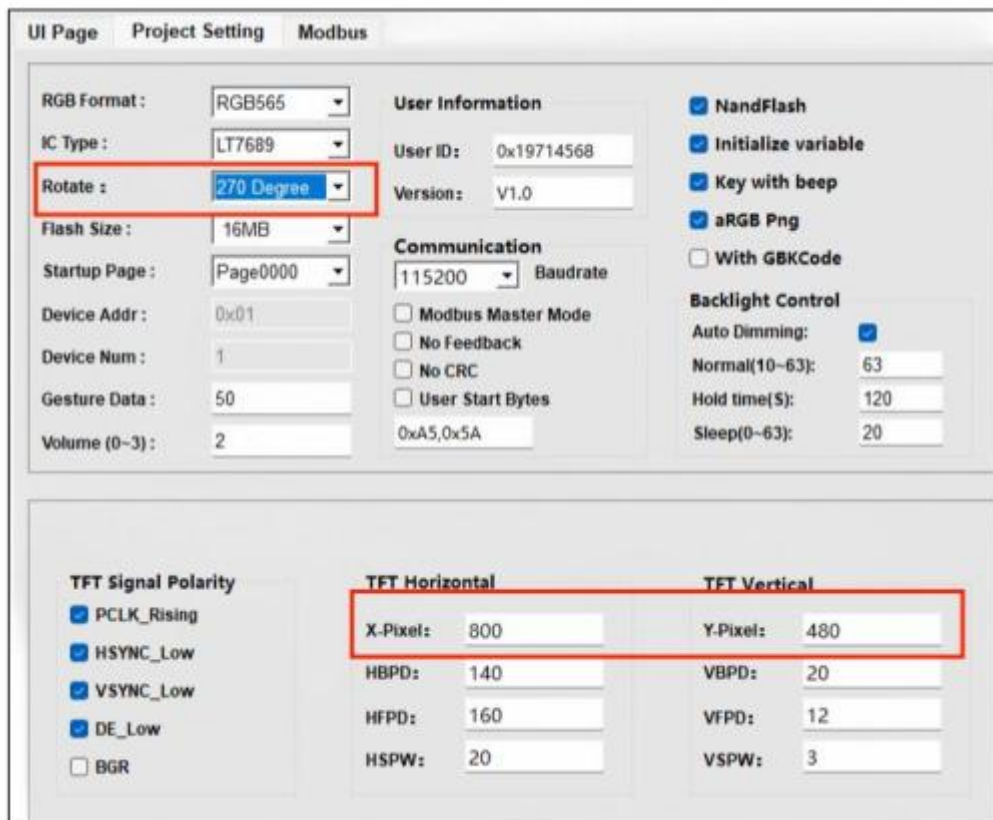 UI Page Project Setting Modbus
RGB Format : RGB565
IC Type : LT7689
Rotate : 270 Degree
Flash Size : 16MB
Startup Page : Page0000
Device Addr : 0x01
Device Num : 1
Gesture Data : 50
Volume (0~3) : 2
User Information
User ID: 0x19714568
Version: V1.0
Communication
115200 Baudrate
Modbus Master Mode
No Feedback
No CRC
User Start Bytes
0xA5,0x5A
NandFlash
Initialize variable
Key with beep
aRGB Png
With GBKCode
Backlight Control
Auto Dimming:
Normal(10~63): 63
Hold time(S): 120
Sleep(0~63): 20
TFT Signal Polarity
PCLK_Rising
HSYNC_Low
VSYNC_Low
DE_Low
BGR
TFT Horizontal
X-Pixel: 800
HBPD: 140
HFPD: 160
HSPW: 20
TFT Vertical
Y-Pixel: 480
VBPD: 20
VFPD: 12
VSPW: 3